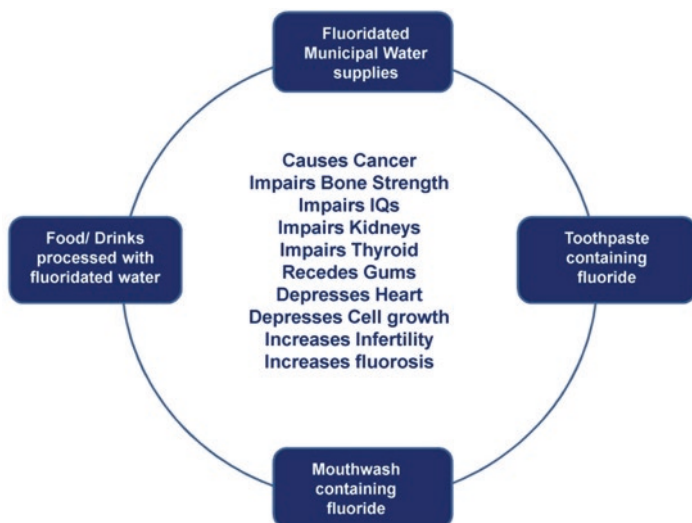 Fluoridated
Municipal Water
supplies
Causes Cancer
Impairs Bone Strength
Impairs IQs
Impairs Kidneys
Impairs Thyroid
Recedes Gums
Depresses Heart
Depresses Cell growth
Increases Infertility
Increases fluorosis
Food/ Drinks
processed with
fluoridated water
Toothpaste
containing
fluoride
Mouthwash
containing
fluoride